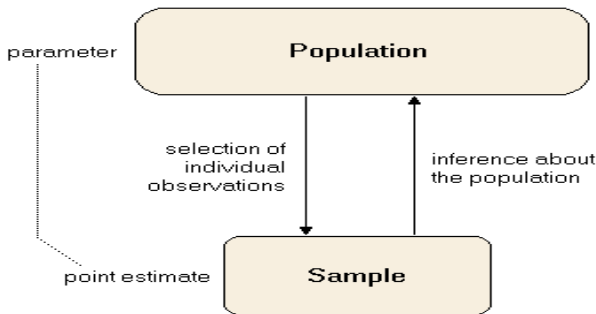 parameter
Population
selection of
individual
observations
inference about
the population
point estimate
Sample